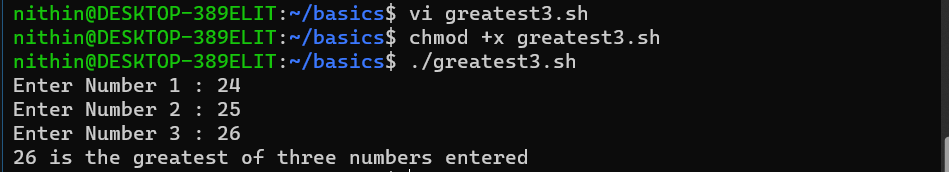 nithin@DESKTOP-389ELIT:~/basics$ vi greatest3.sh
nithin@DESKTOP-389ELIT:~/basics$ chmod +x greatest3.sh
nithin@DESKTOP-389ELIT:~/basics$ ./greatest3.sh
Enter Number 1 : 24
Enter Number 2 : 25
Enter Number 3 : 26
26 is the greatest of three numbers entered